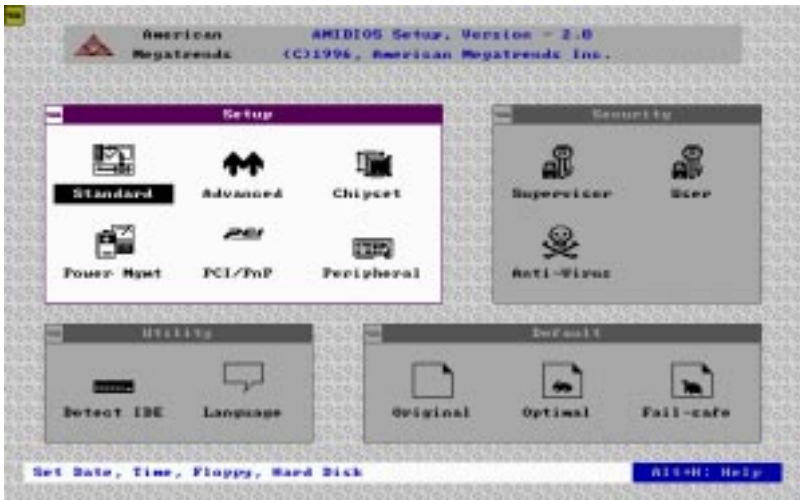 American
Megatrends
AMIBIOS Setup, Version - 2.0
(C)1996, American Megatrends Inc.
Setup
Standard
Advanced
Chipset
Power Mgmt
PCI
PCI/PnP
Peripheral
Security
Supervisor
User
Anti-Virus
Utility
Detect IDE
Language
Default
Original
Optimal
Fail-safe
Set Date, Time, Floppy, Hard Disk
Alt+H: Help